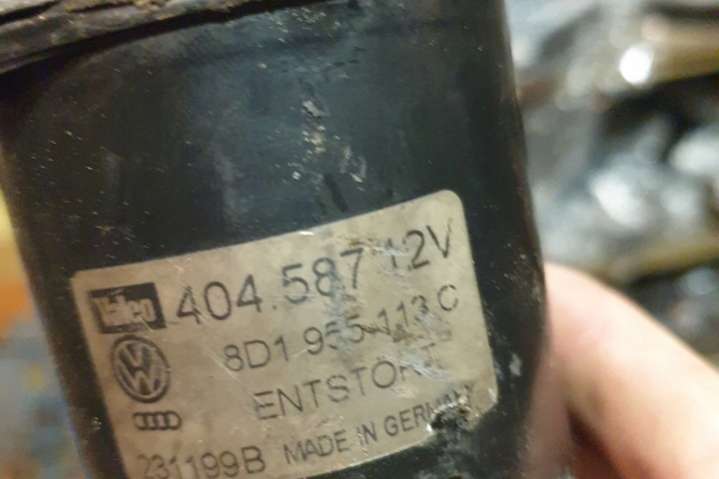 Valeo 404.587 12V
8D1 955 113 C
ENTSTÖRT
231199B MADE IN GERMANY